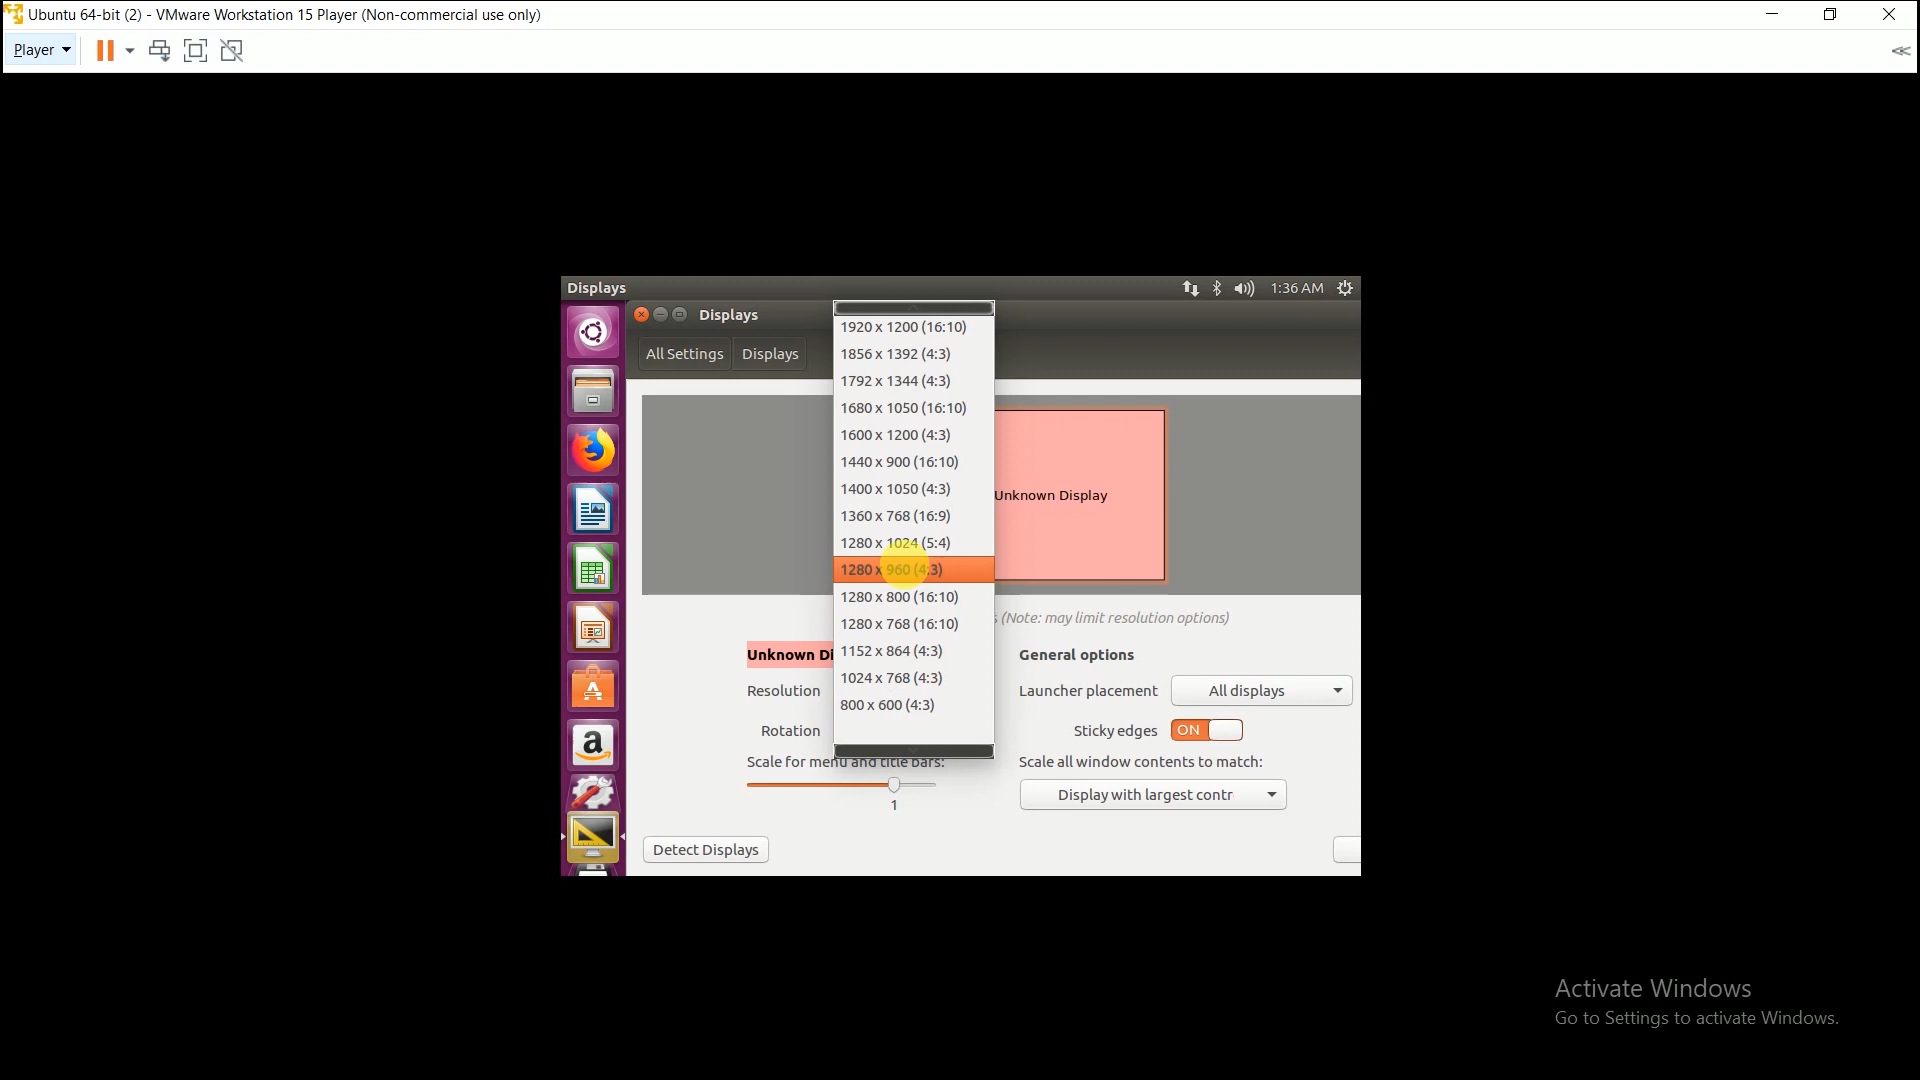 Ubuntu 64-bit (2) - VMware Workstation 15 Player (Non-commercial use only)
Player
Displays
1:36 AM
Displays
All Settings
Displays
1920 x 1200 (16:10)
1856 x 1392 (4:3)
1792 x 1344 (4:3)
1680 x 1050 (16:10)
1600 x 1200 (4:3)
1440 x 900 (16:10)
1400 x 1050 (4:3)
1360 x 768 (16:9)
1280 x 1024 (5:4)
1280 x 960 (4:3)
1280 x 800 (16:10)
1280 x 768 (16:10)
1152 x 864 (4:3)
1024 x 768 (4:3)
800 x 600 (4:3)
Unknown Display
(Note: may limit resolution options)
Unknown Di
Resolution
Rotation
Scale for menu and title bars:
1
General options
Launcher placement All displays
Sticky edges ON
Scale all window contents to match:
Display with largest contr
Detect Displays
Activate Windows
Go to Settings to activate Windows.